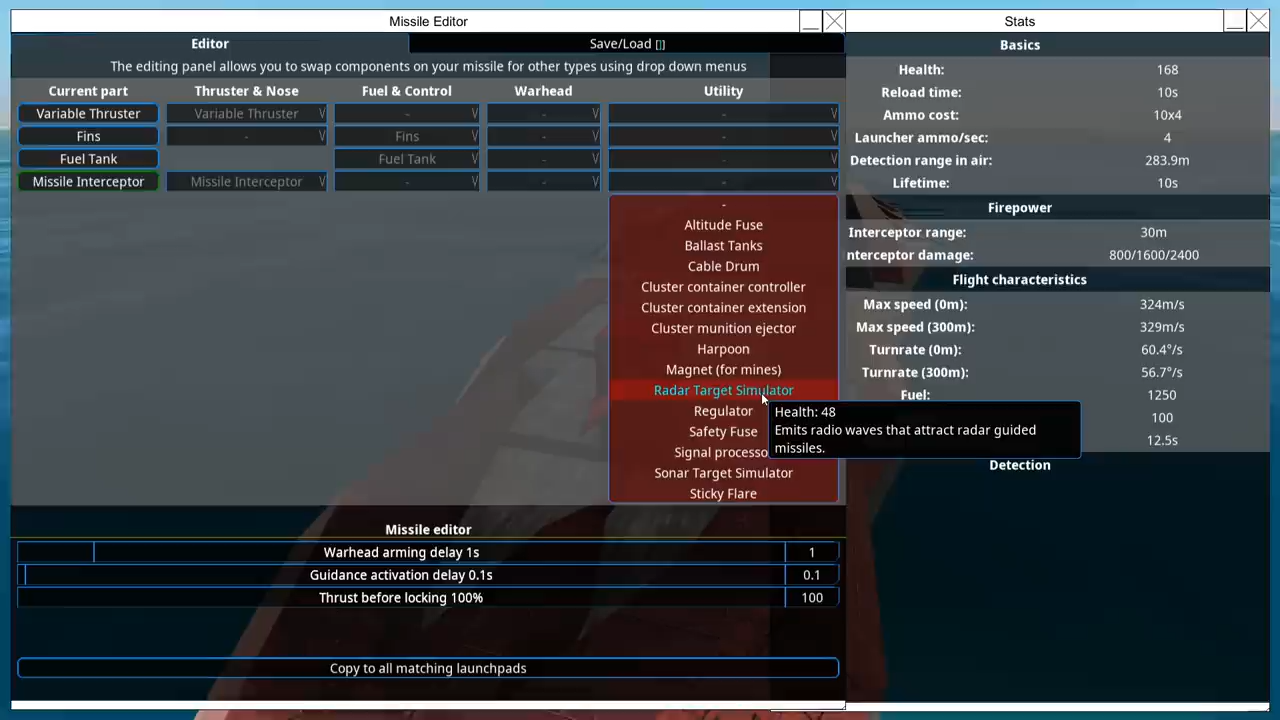 Missile Editor
Stats
Editor
Save/Load []
The editing panel allows you to swap components on your missile for other types using drop down menus
Current part Thruster & Nose Fuel & Control Warhead Utility
Variable Thruster Variable Thruster V - V - V - V
Fins - V Fins V - V - V
Fuel Tank Fuel Tank V - V - V
Missile Interceptor Missile Interceptor V - V - V - V
-
Altitude Fuse
Ballast Tanks
Cable Drum
Cluster container controller
Cluster container extension
Cluster munition ejector
Harpoon
Magnet (for mines)
Radar Target Simulator
Regulator
Safety Fuse
Signal processo
Sonar Target Simulator
Sticky Flare
Health: 48
Emits radio waves that attract radar guided
missiles.
Missile editor
Warhead arming delay 1s 1
Guidance activation delay 0.1s 0.1
Thrust before locking 100% 100
Copy to all matching launchpads
Basics
Health: 168
Reload time: 10s
Ammo cost: 10x4
Launcher ammo/sec: 4
Detection range in air: 283.9m
Lifetime: 10s
Firepower
Interceptor range: 30m
nterceptor damage: 800/1600/2400
Flight characteristics
Max speed (0m): 324m/s
Max speed (300m): 329m/s
Turnrate (0m): 60.4°/s
Turnrate (300m): 56.7°/s
Fuel: 1250
100
12.5s
Detection